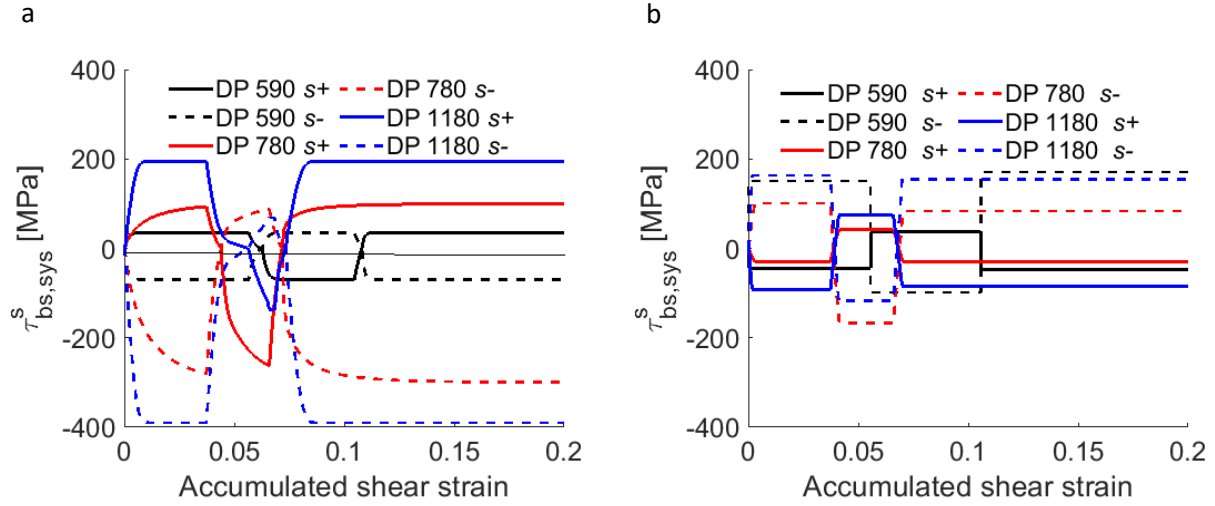 a
400
200
0
-200
-400
τ^s_bs,sys [MPa]
DP 590 s+
DP 590 s-
DP 780 s+
DP 780 s-
DP 1180 s+
DP 1180 s-
0 0.05 0.1 0.15 0.2
Accumulated shear strain
b
400
200
0
-200
-400
τ^s_bs,sys [MPa]
DP 590 s+
DP 590 s-
DP 780 s+
DP 780 s-
DP 1180 s+
DP 1180 s-
0 0.05 0.1 0.15 0.2
Accumulated shear strain